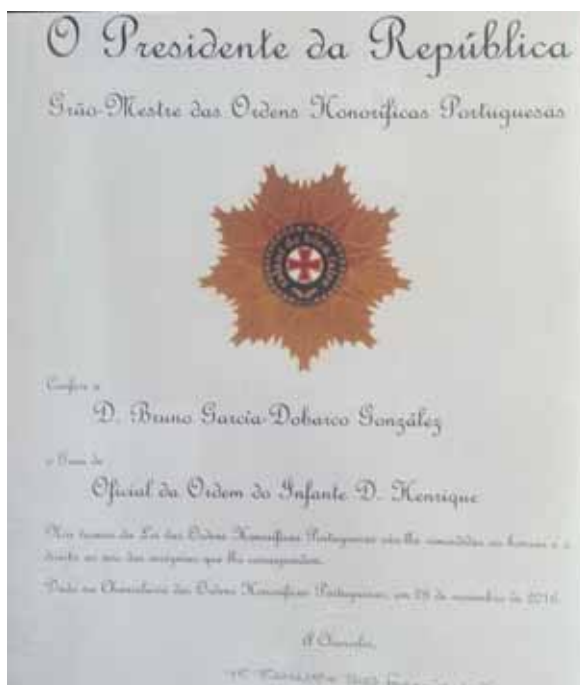 O Presidente da República
Grão-Mestre das Ordens Honoríficas Portuguesas
Confere a
D. Bruno García-Dobarco González
o Grau de
Oficial da Ordem do Infante D. Henrique
Nos termos da Lei das Ordens Honoríficas Portuguesas são-lhe concedidas as honras e o
direito ao uso das insígnias que lhe correspondem.
Dado na Chancelaria das Ordens Honoríficas Portuguesas, em 28 de novembro de 2016.
A Chanceler,